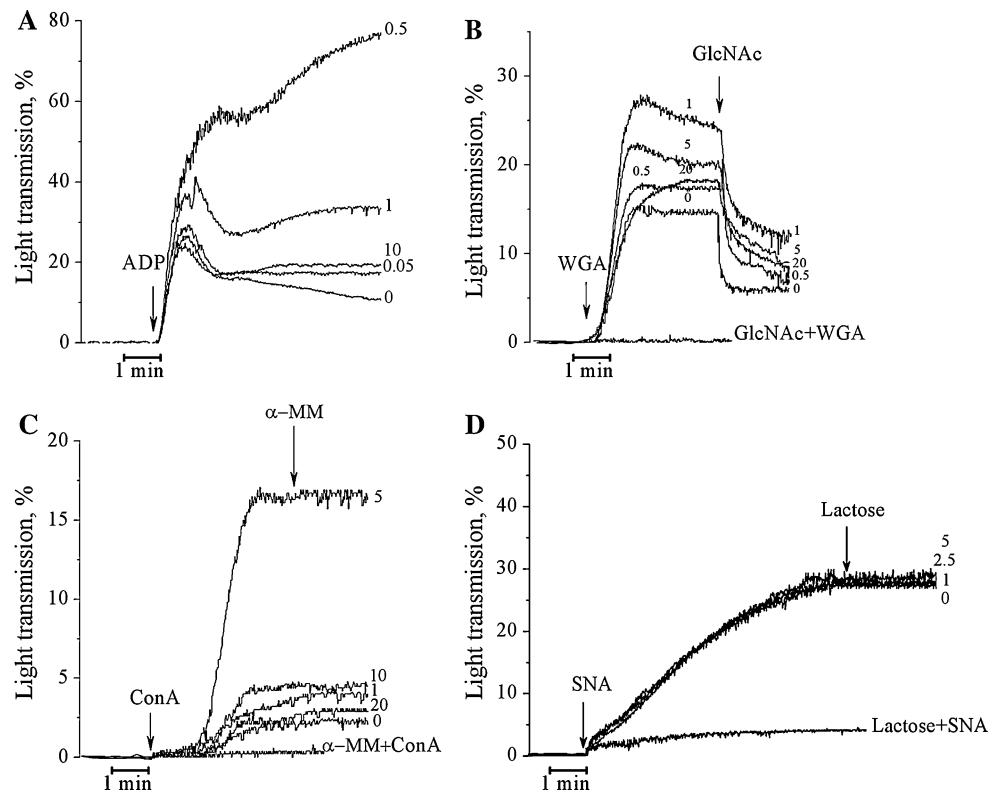 A
Light transmission, %
80
60
40
20
0
ADP
1 min
0.5
1
10
0.05
0
B
Light transmission, %
30
20
10
0
WGA
GlcNAc
1
5
20
0.5
0
1
5
20
0.5
0
GlcNAc+WGA
1 min
C
Light transmission, %
20
15
10
5
0
ConA
α−MM
5
10
1
20
0
α-MM+ConA
1 min
D
Light transmission, %
50
40
30
20
10
0
SNA
Lactose
5
2.5
1
0
Lactose+SNA
1 min